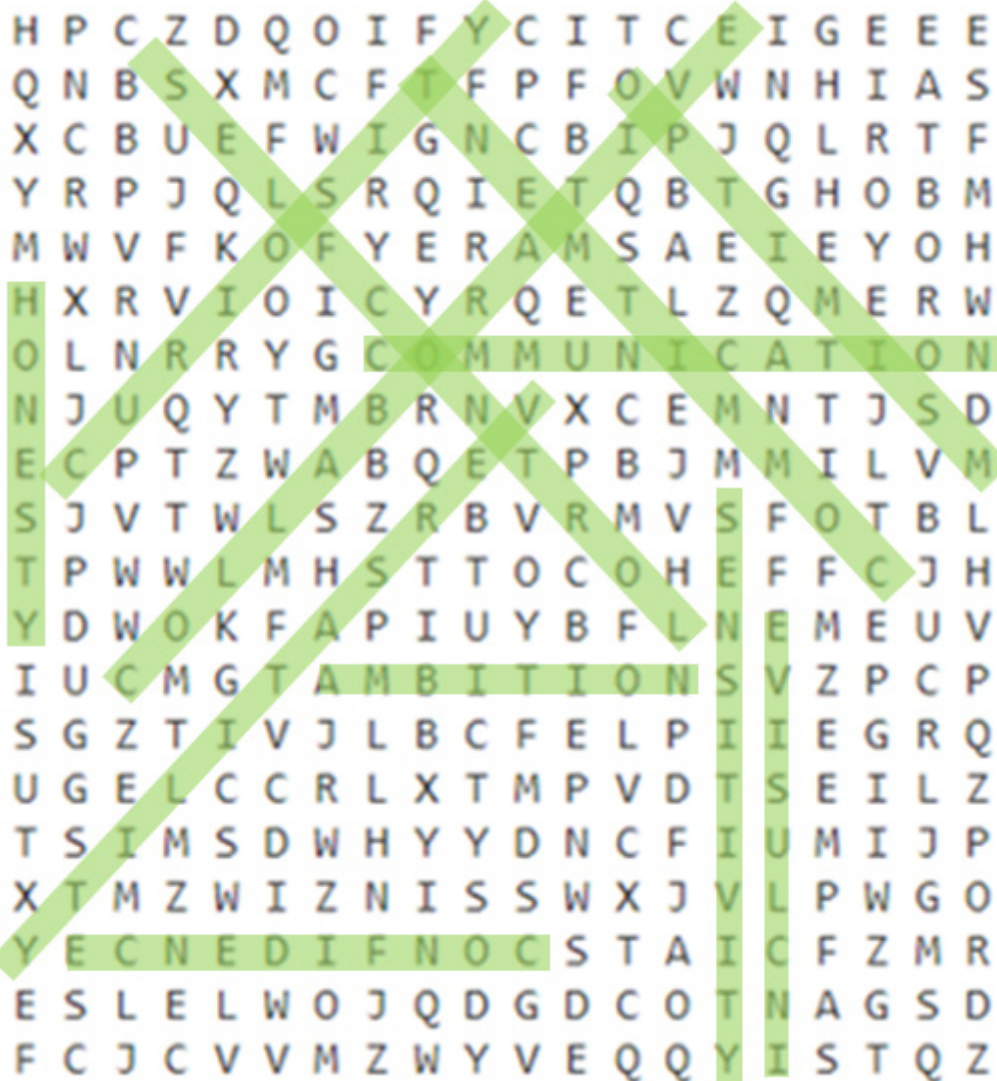 H P C Z D Q O I F Y C I T C E I G E E E
Q N B S X M C F T F P F O V W N H I A S
X C B U E F W I G N C B I P J Q L R T F
Y R P J Q L S R Q I E T Q B T G H O B M
M W V F K O F Y E R A M S A E I E Y O H
H X R V I O I C Y R Q E T L Z Q M E R W
O L N R R Y G C O M M U N I C A T I O N
N J U Q Y T M B R N V X C E M N T J S D
E C P T Z W A B Q E T P B J M M I L V M
S J V T W L S Z R B V R M V S F O T B L
T P W W L M H S T T O C O H E F F C J H
Y D W O K F A P I U Y B F L N E M E U V
I U C M G T A M B I T I O N S V Z P C P
S G Z T I V J L B C F E L P I I E G R Q
U G E L C C R L X T M P V D T S E I L Z
T S I M S D W H Y Y D N C F I U M I J P
X T M Z W I Z N I S S W X J V L P W G O
Y E C N E D I F N O C S T A I C F Z M R
E S L E L W O J Q D G D C O T N A G S D
F C J C V V M Z W Y V E Q Q Y I S T Q Z